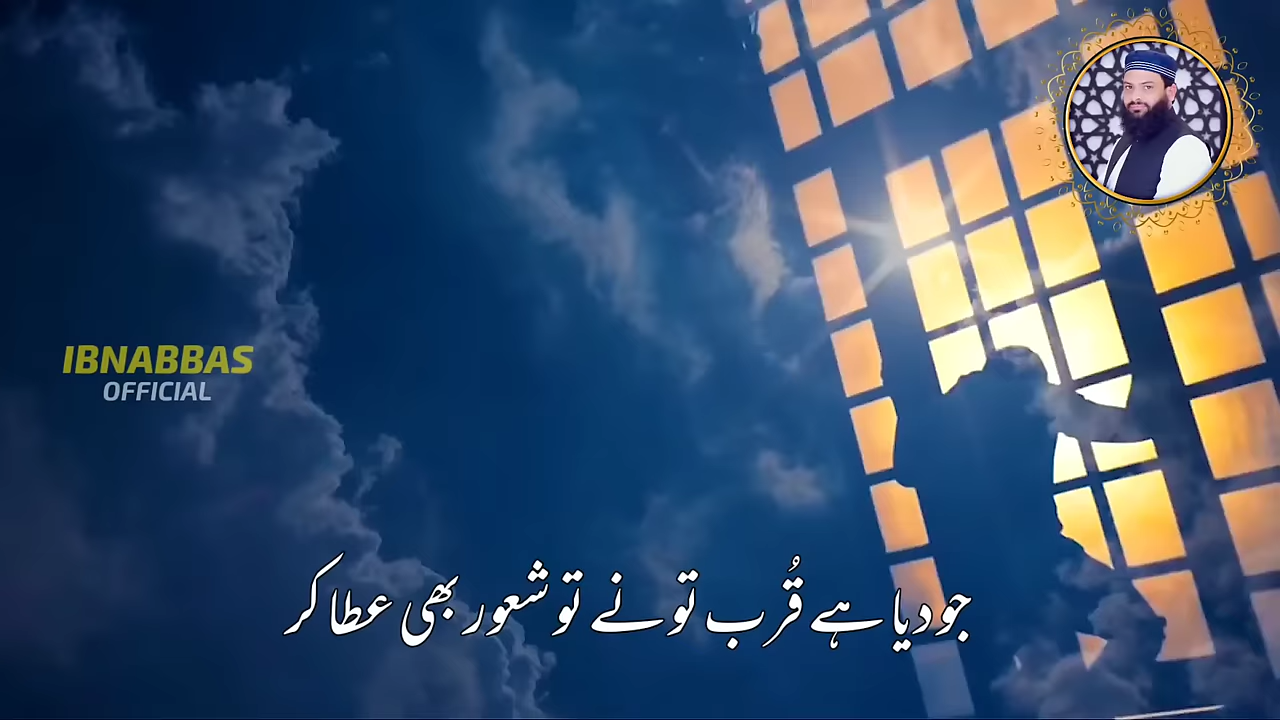 IBNABBAS
OFFICIAL
جو دیا ہے قُرب تو نے تو شعور بھی عطا کر